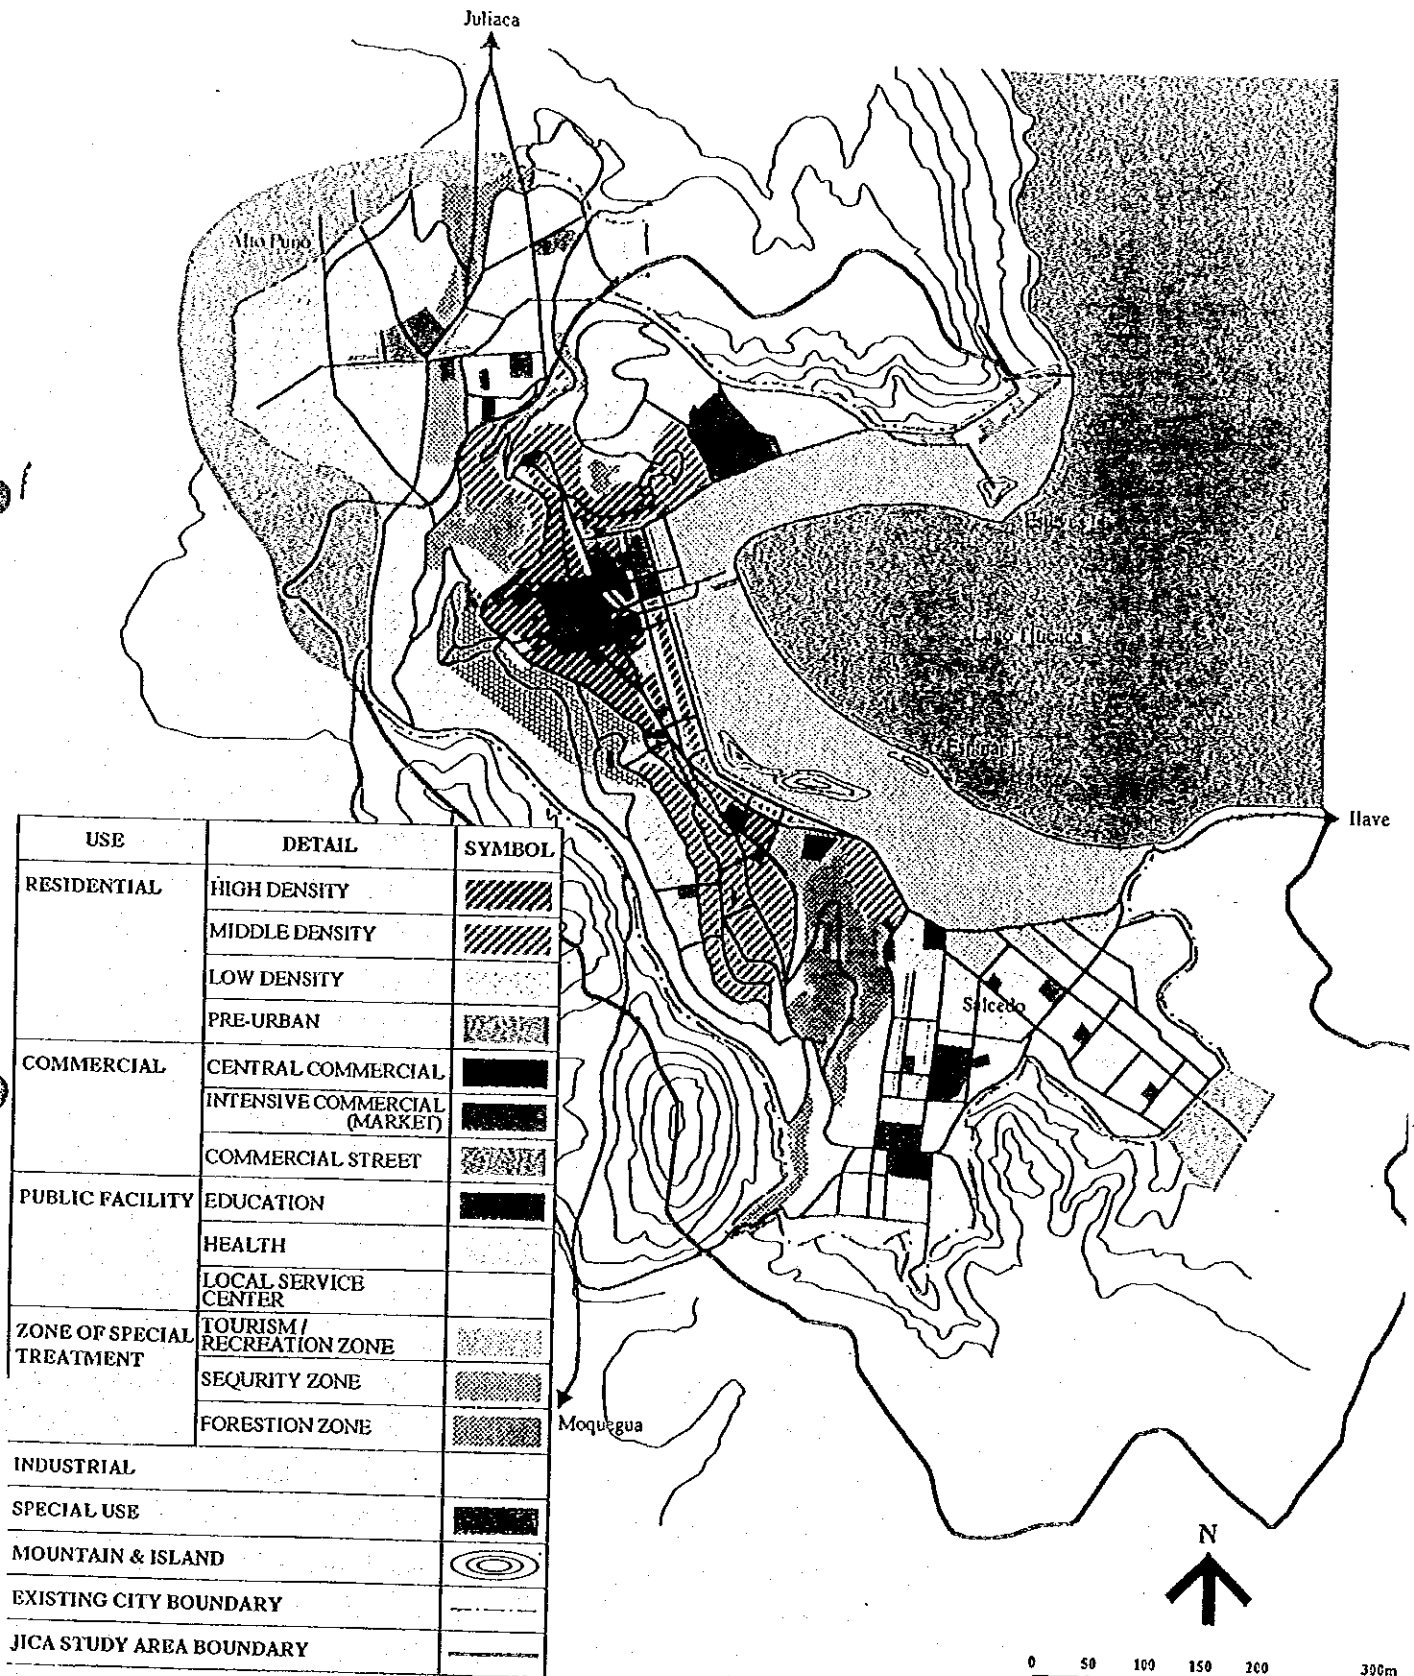 Juliaca
Alto Puno
Lago Titicaca
Ilave
Salcedo
USE DETAIL SYMBOL
RESIDENTIAL HIGH DENSITY
MIDDLE DENSITY
LOW DENSITY
PRE-URBAN
COMMERCIAL CENTRAL COMMERCIAL
INTENSIVE COMMERCIAL
(MARKET)
COMMERCIAL STREET
PUBLIC FACILITY EDUCATION
HEALTH
LOCAL SERVICE
CENTER
ZONE OF SPECIAL TOURISM /
TREATMENT RECREATION ZONE
SEQURITY ZONE
FORESTION ZONE
Moquegua
INDUSTRIAL
SPECIAL USE
MOUNTAIN & ISLAND
EXISTING CITY BOUNDARY
JICA STUDY AREA BOUNDARY
N
0 50 100 150 200 300m